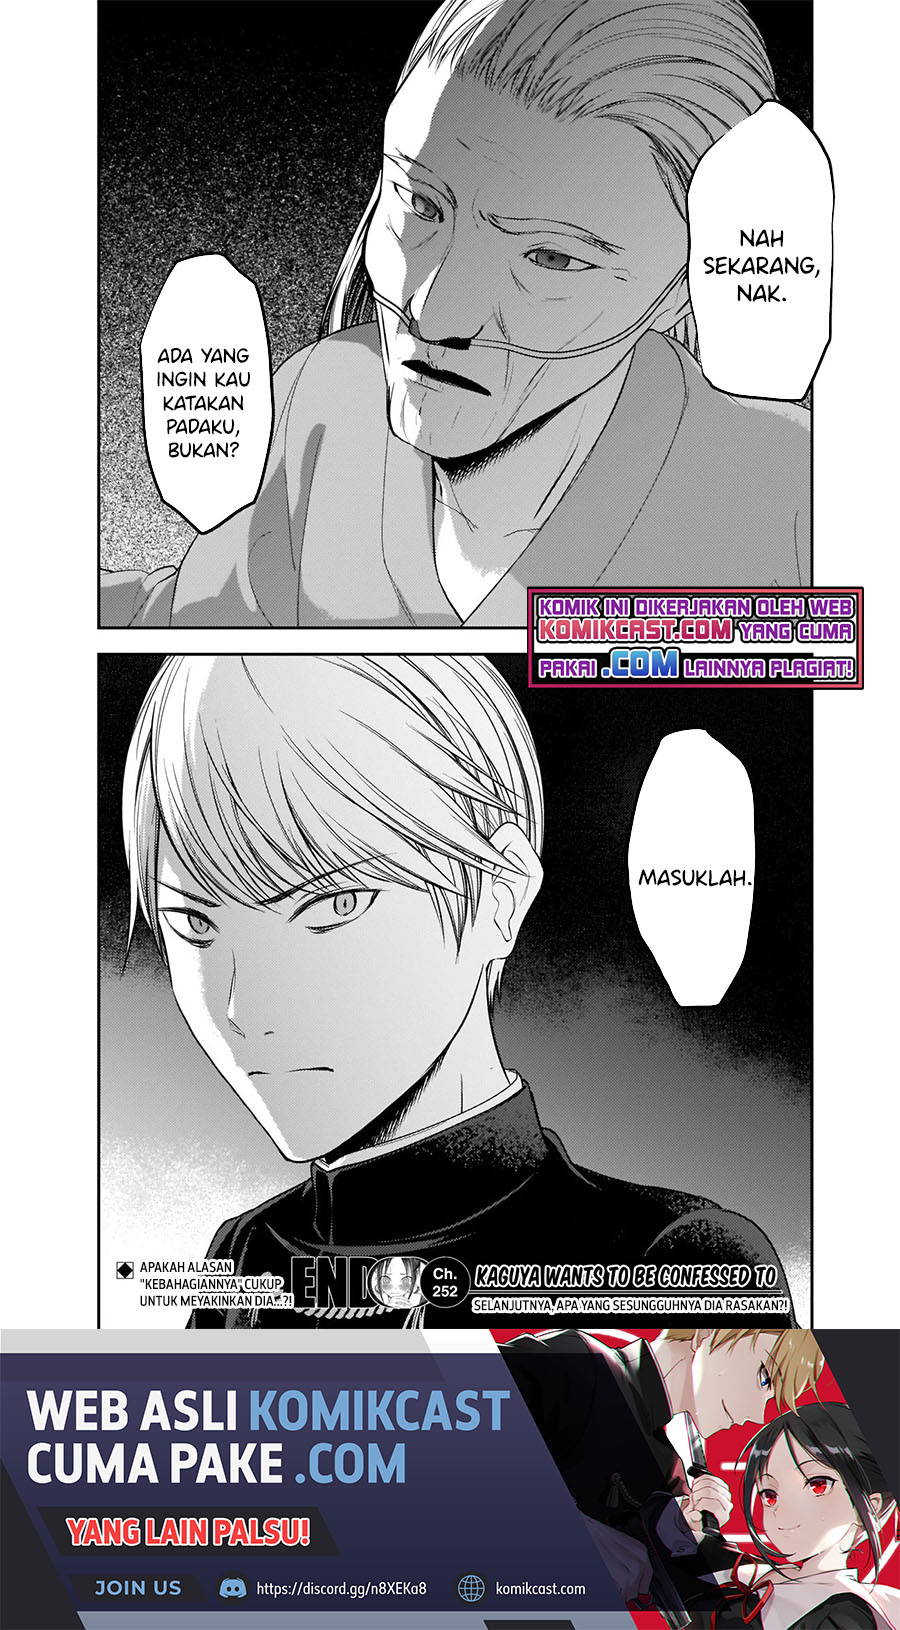 NAH
SEKARANG,
NAK.
ADA YANG
INGIN KAU
KATAKAN
PADAKU,
BUKAN?
KOMIK INI DIKERJAKAN OLEH WEB
KOMIKCAST.COM YANG CUMA
PAKAI .COM LAINNYA PLAGIAT!
MASUKLAH.
APAKAH ALASAN
"KEBAHAGIANNYA" CUKUP
UNTUK MEYAKINKAN DIA...?!
END
Ch.
252
KAGUYA WANTS TO BE CONFESSED TO
SELANJUTNYA, APA YANG SESUNGGUHNYA DIA RASAKAN?!
WEB ASLI KOMIKCAST
CUMA PAKE .COM
YANG LAIN PALSU!
JOIN US
https://discord.gg/n8XEKa8
komikcast.com